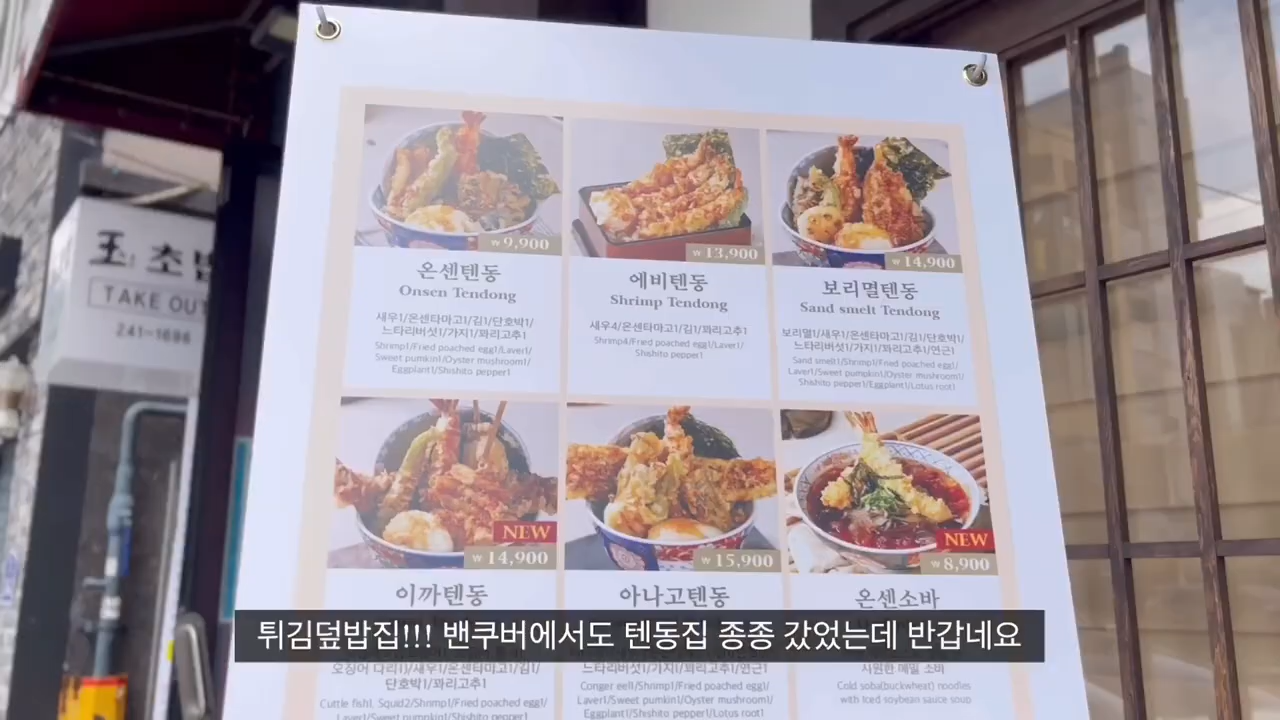 玉 초밥
TAKE OUT
241-1686
₩9,900
온센텐동
Onsen Tendong
새우1/온센타마고1/김1/단호박1/
느타리버섯1/가지1/꽈리고추1
Shrimp1/Fried poached egg1/Laver1/
Sweet pumkin1/Oyster mushroom1/
Eggplant1/Shishito pepper1
₩13,900
에비텐동
Shrimp Tendong
새우4/온센타마고1/김1/꽈리고추1
Shrimp4/Fried poached egg1/Laver1/
Shishito pepper1
₩14,900
보리멸텐동
Sand smelt Tendong
보리멸1/새우1/온센타마고1/김1/단호박1/
느타리버섯1/가지1/꽈리고추1/연근1
Sand smelt1/Shrimp1/Fried poached egg1/
Laver1/Sweet pumpkin1/Oyster mushroom1/
Shishito pepper1/Eggplant1/Lotus root1
NEW
₩14,900
이까텐동
오징어 다리1/새우1/온센타마고1/김1/
단호박1/꽈리고추1
Cuttle fish1, Squid2/Shrimp1/Fried poached egg1/
Laver1/Sweet pumpkin1/Shishito pepper1
₩15,900
아나고텐동
느타리버섯1/가지1/꽈리고추1/연근1
Conger eel1/Shrimp1/Fried poached egg1/
Laver1/Sweet pumpkin1/Oyster mushroom1/
Eggplant1/Shishito pepper1/Lotus root1
NEW
₩8,900
온센소바
시원한 메밀 소바
Cold soba(buckwheat) noodles
with Iced soybean sauce soup
튀김덮밥집!!! 밴쿠버에서도 텐동집 종종 갔었는데 반갑네요